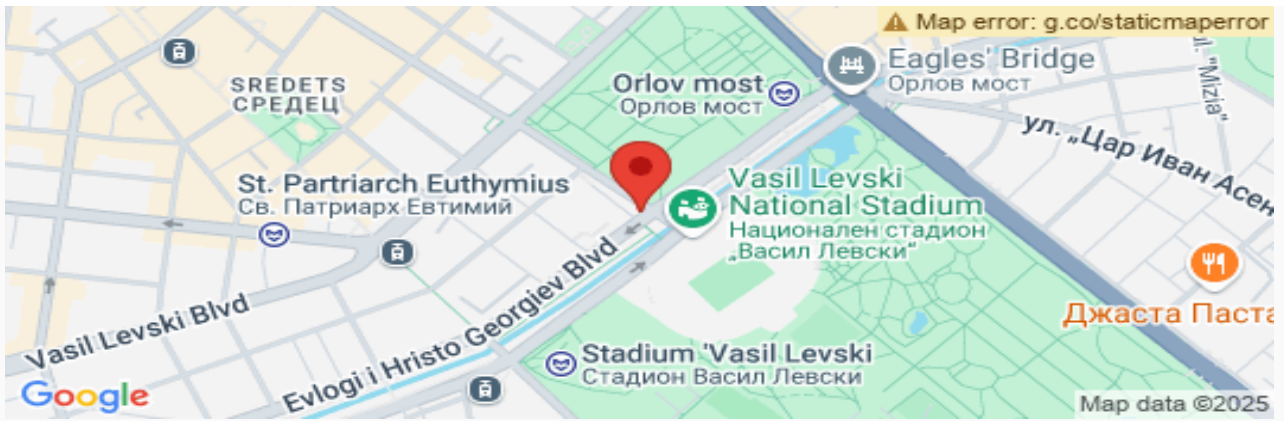 Map error: g.co/staticmaperror
Eagles' Bridge
Орлов мост
Orlov most
Орлов мост
SREDETS
СРЕДЕЦ
ul. "Mizia"
ул. „Цар Иван Асен
St. Partriarch Euthymius
Св. Патриарх Евтимий
Vasil Levski
National Stadium
Национален стадион
„Васил Левски“
Джаста Паста
Vasil Levski Blvd
Evlogi i Hristo Georgiev Blvd
Stadium 'Vasil Levski
Стадион Васил Левски
Google
Map data ©2025